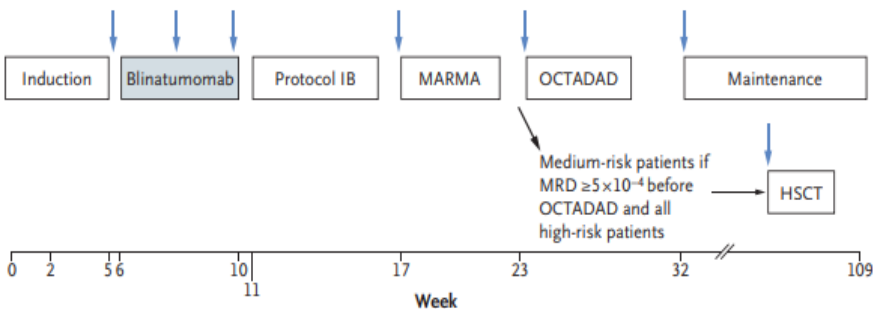 Induction
Blinatumomab
Protocol IB
MARMA
OCTADAD
Maintenance
Medium-risk patients if
MRD ≥5×10⁻⁴ before
OCTADAD and all
high-risk patients
HSCT
0 2 5 6 10 11 17 23 32 109
Week